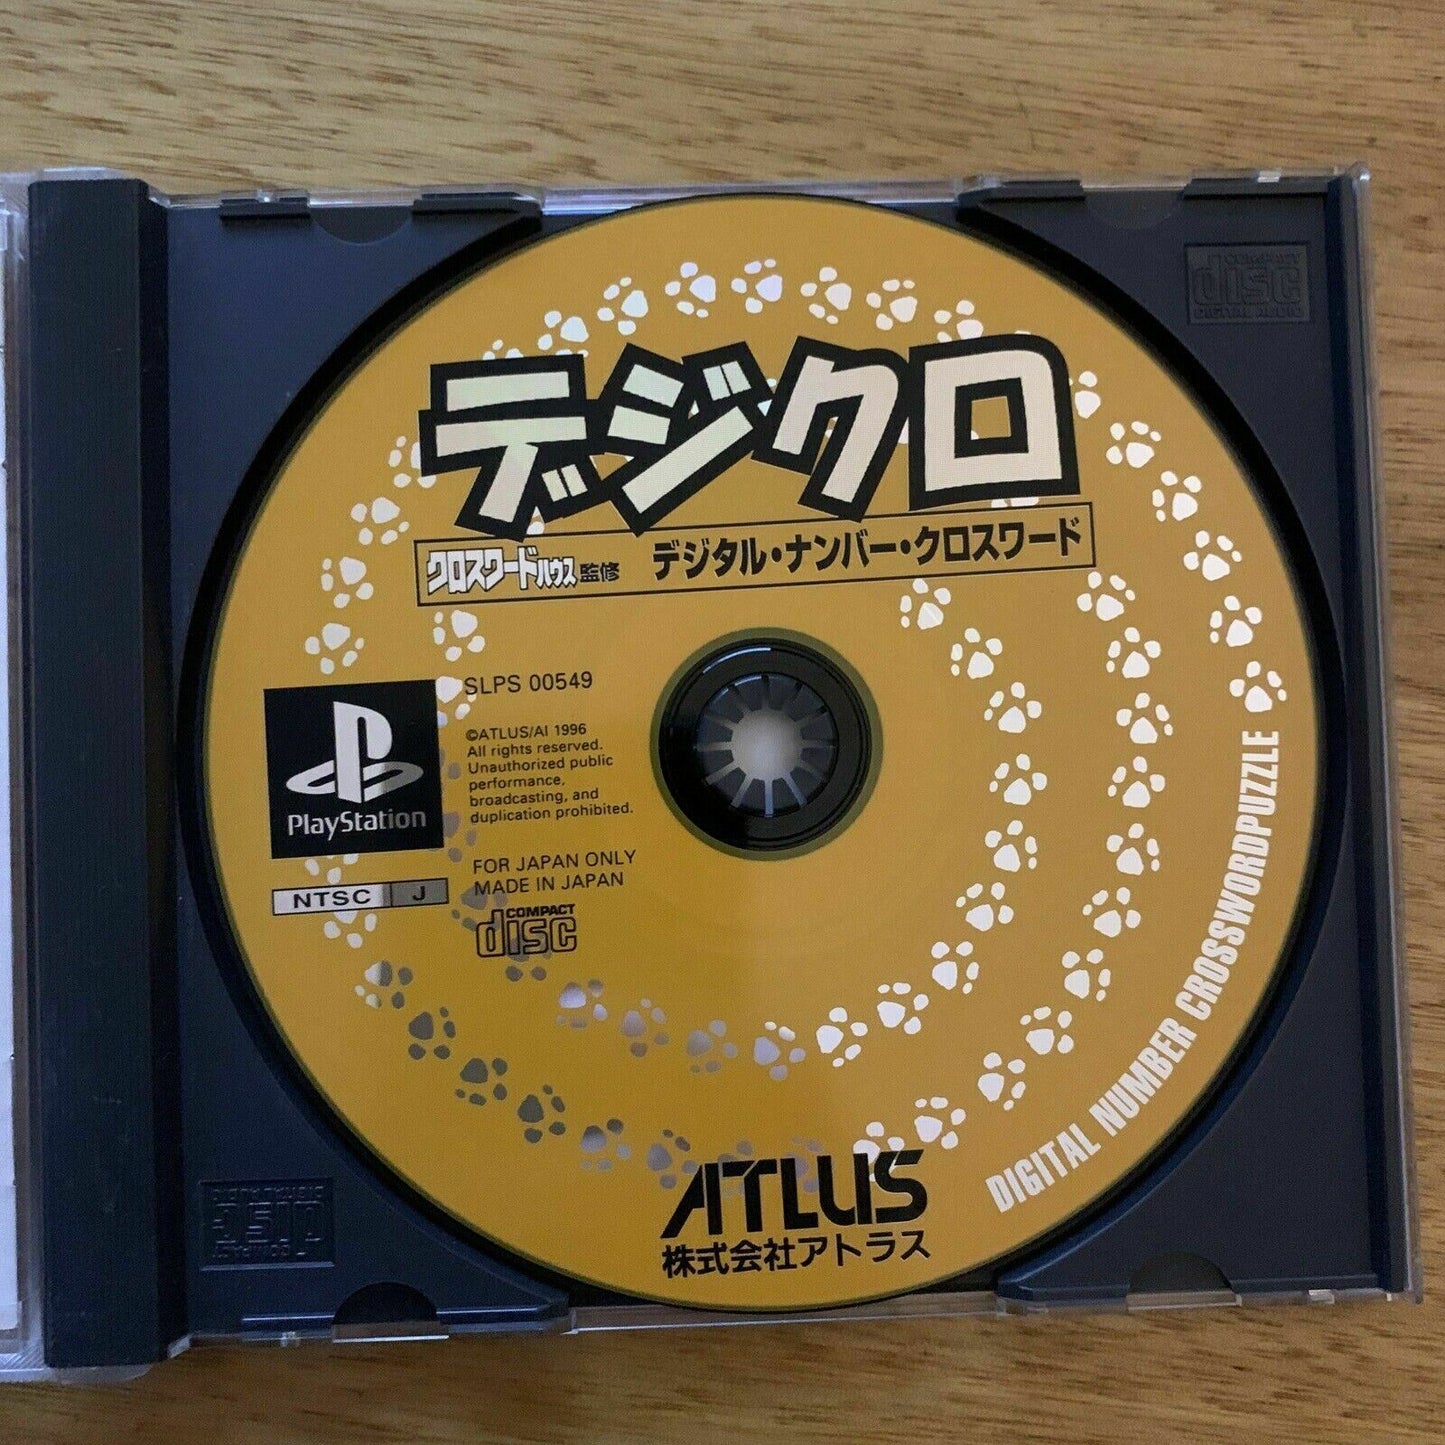 COMPACT
disc
DIGITAL AUDIO
デジクロ
クロスワードハウス監修 デジタル・ナンバー・クロスワード
SLPS 00549
©ATLUS/AI 1996
All rights reserved.
Unauthorized public
performance,
broadcasting, and
duplication prohibited.
PlayStation
FOR JAPAN ONLY
MADE IN JAPAN
NTSC J
COMPACT
disc
DIGITAL NUMBER CROSSWORDPUZZLE
ATLUS
株式会社アトラス